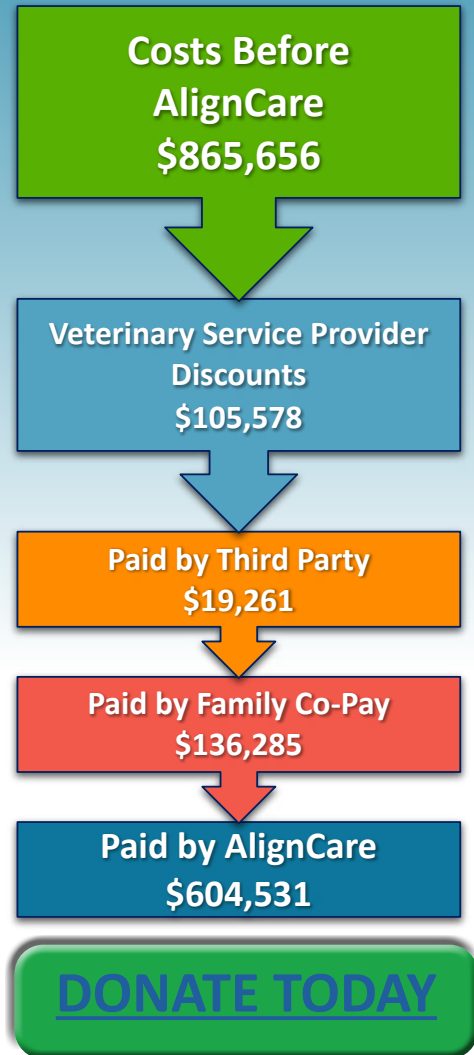 Costs Before
AlignCare
$865,656
Veterinary Service Provider
Discounts
$105,578
Paid by Third Party
$19,261
Paid by Family Co-Pay
$136,285
Paid by AlignCare
$604,531
DONATE TODAY